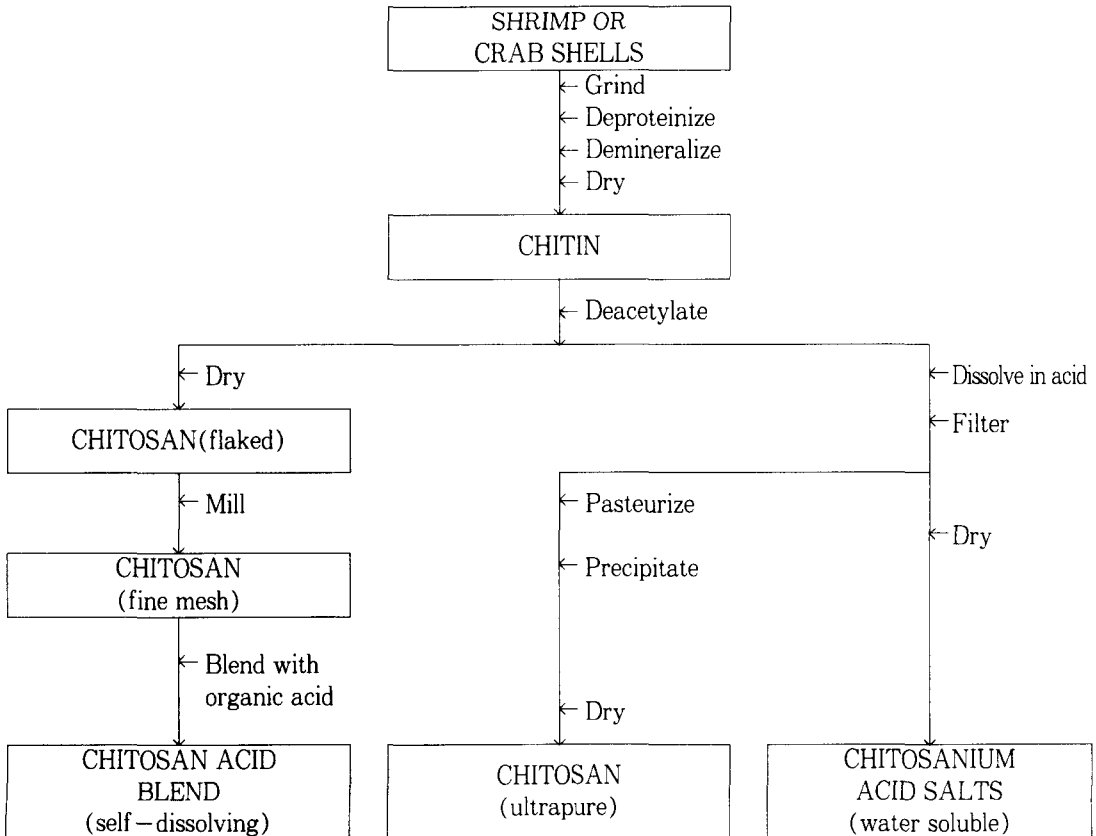 SHRIMP OR
CRAB SHELLS
Grind
Deproteinize
Demineralize
Dry
CHITIN
Deacetylate
Dry
Dissolve in acid
CHITOSAN(flaked)
Filter
Mill
Pasteurize
Dry
CHITOSAN
(fine mesh)
Precipitate
Blend with
organic acid
Dry
CHITOSAN ACID
BLEND
(self-dissolving)
CHITOSAN
(ultrapure)
CHITOSANIUM
ACID SALTS
(water soluble)